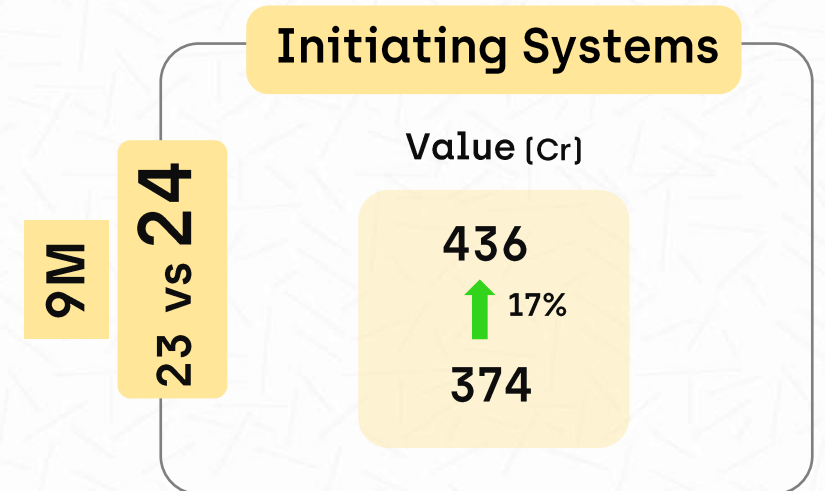 Initiating Systems
Value (Cr)
9M
23 vs 24
436
17%
374